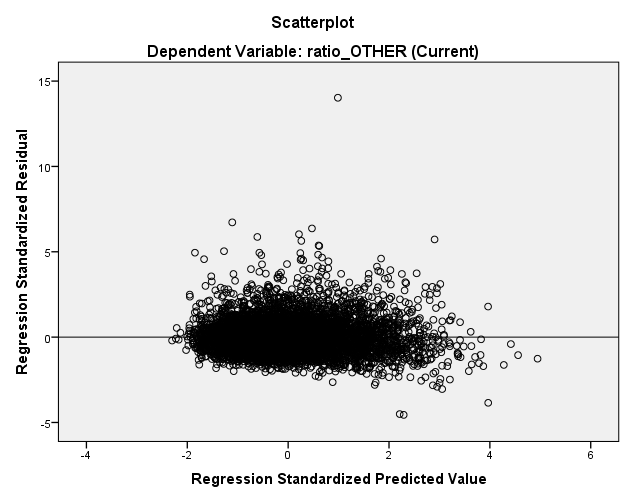 Scatterplot
Dependent Variable: ratio_OTHER (Current)
Regression Standardized Residual
15
10
5
0
-5
-4
-2
0
2
4
6
Regression Standardized Predicted Value